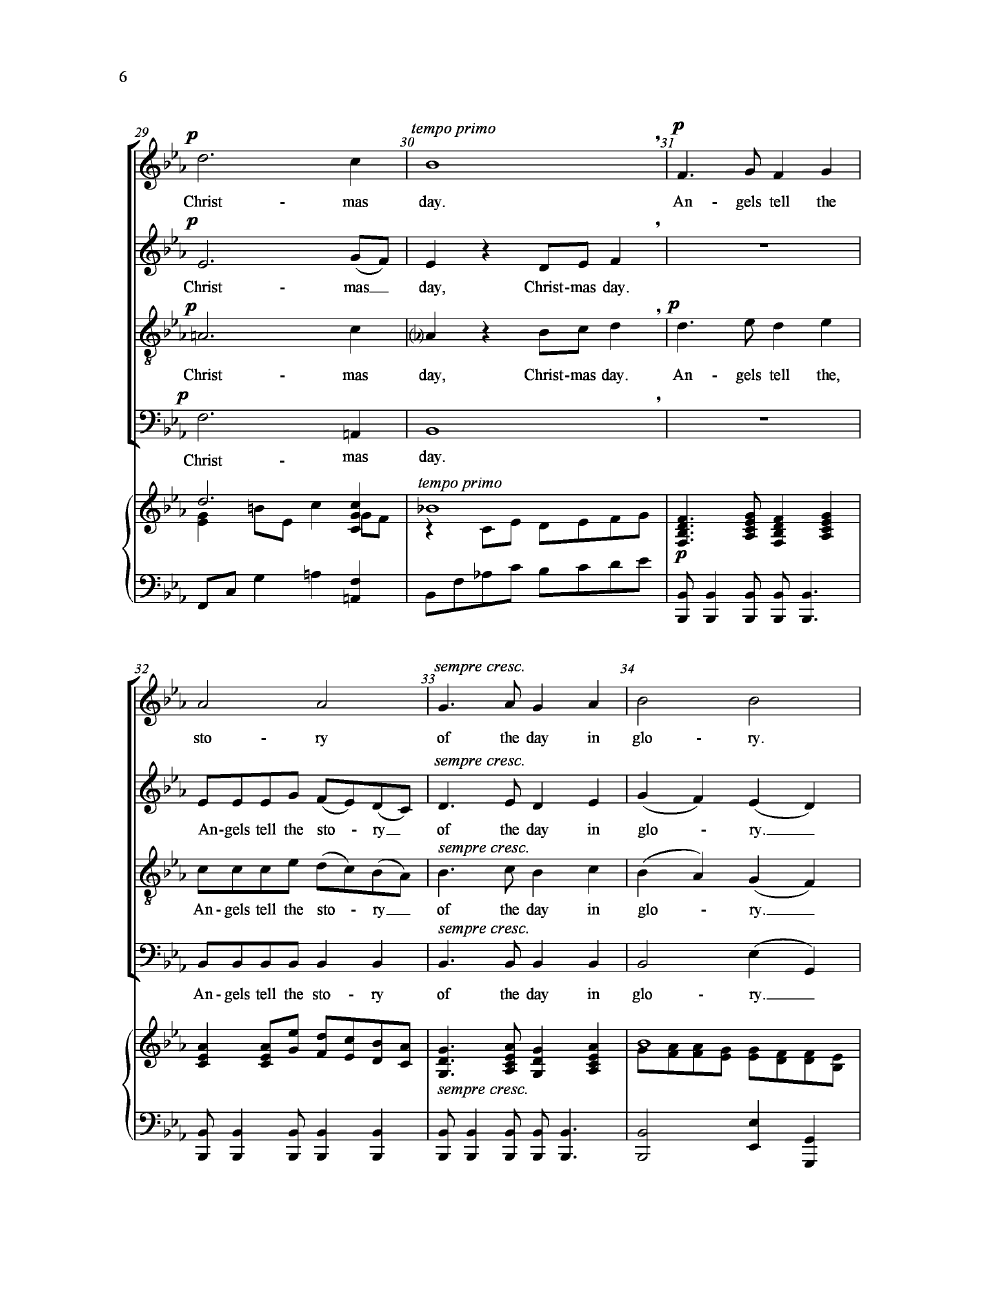 6
29 p tempo primo 30 , 31 p
Christ - mas day. An - gels tell the
p ,
Christ - mas day, Christ-mas day.
p , p
Christ - mas day, Christ-mas day. An - gels tell the,
p ,
Christ - mas day.
tempo primo
p
32 33 sempre cresc. 34
sto - ry of the day in glo - ry.
sempre cresc.
An-gels tell the sto - ry of the day in glo - ry.
sempre cresc.
An-gels tell the sto - ry of the day in glo - ry.
sempre cresc.
An-gels tell the sto - ry of the day in glo - ry.
sempre cresc.